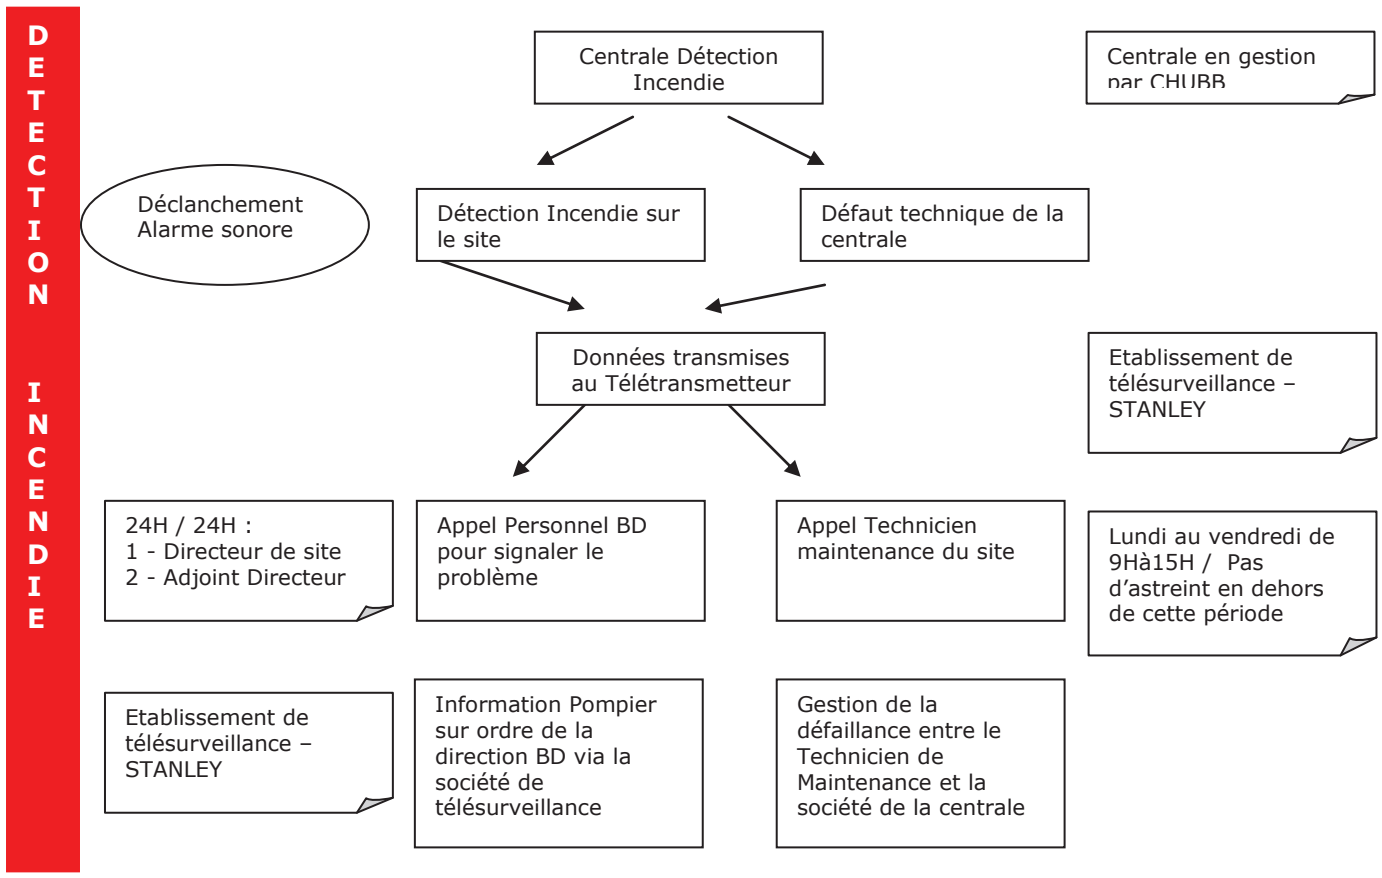 DETECTION
INCENDIE
Centrale Détection
Incendie
Centrale en gestion
par CHUBB
Déclanchement
Alarme sonore
Détection Incendie sur
le site
Défaut technique de la
centrale
Données transmises
au Télétransmetteur
Etablissement de
télésurveillance –
STANLEY
24H / 24H :
1 - Directeur de site
2 - Adjoint Directeur
Appel Personnel BD
pour signaler le
problème
Appel Technicien
maintenance du site
Lundi au vendredi de
9Hà15H / Pas
d’astreint en dehors
de cette période
Etablissement de
télésurveillance –
STANLEY
Information Pompier
sur ordre de la
direction BD via la
société de
télésurveillance
Gestion de la
défaillance entre le
Technicien de
Maintenance et la
société de la centrale